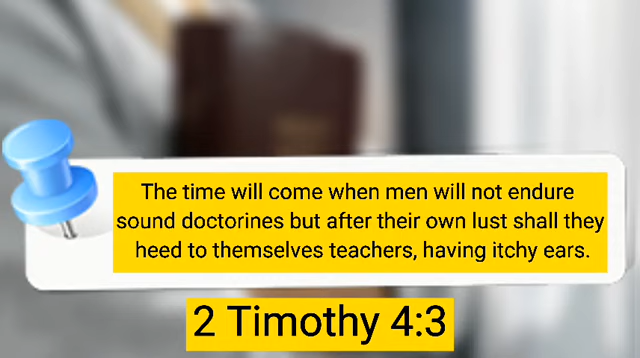 The time will come when men will not endure
sound doctorines but after their own lust shall they
heed to themselves teachers, having itchy ears.
2 Timothy 4:3